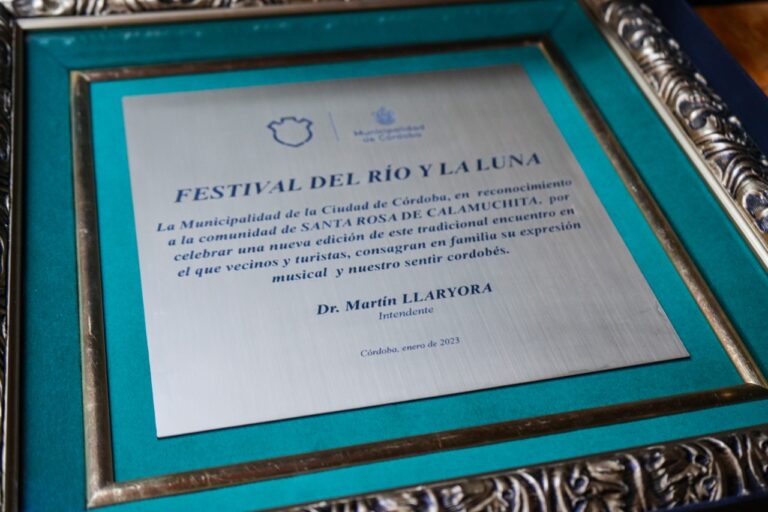 Municipalidad
de Córdoba
FESTIVAL DEL RÍO Y LA LUNA
La Municipalidad de la Ciudad de Córdoba, en reconocimiento
a la comunidad de SANTA ROSA DE CALAMUCHITA, por
celebrar una nueva edición de este tradicional encuentro en
el que vecinos y turistas, consagran en familia su expresión
musical y nuestro sentir cordobés.
Dr. Martín LLARYORA
Intendente
Córdoba, enero de 2023